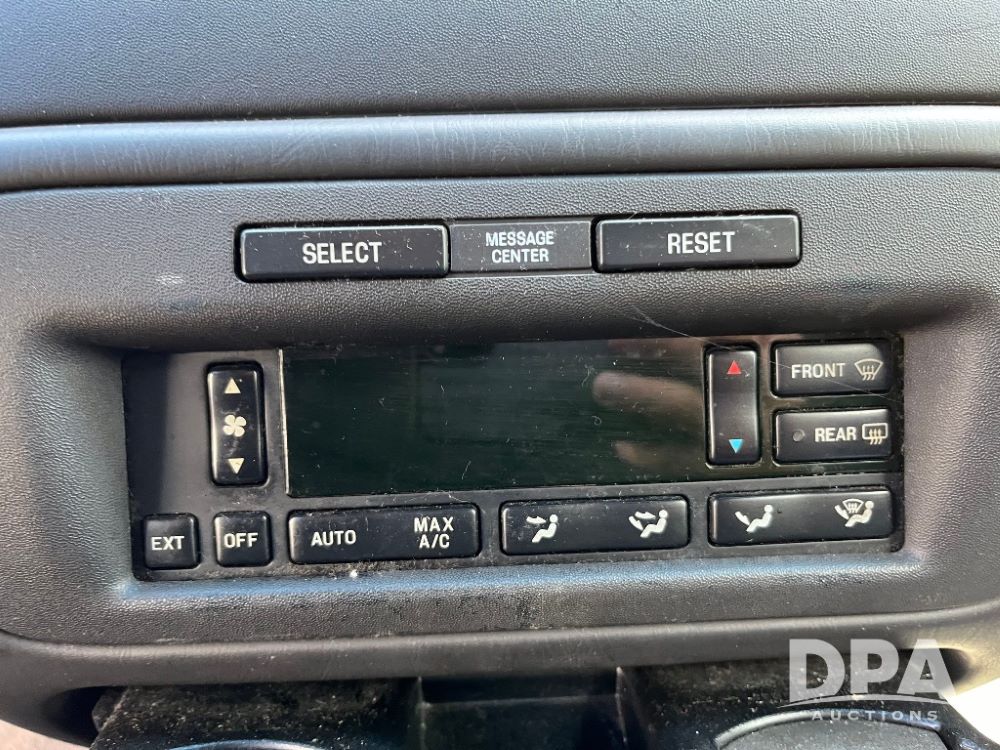 SELECT
MESSAGE
CENTER
RESET
FRONT
REAR
EXT
OFF
AUTO
MAX
A/C
DPA
AUCTIONS